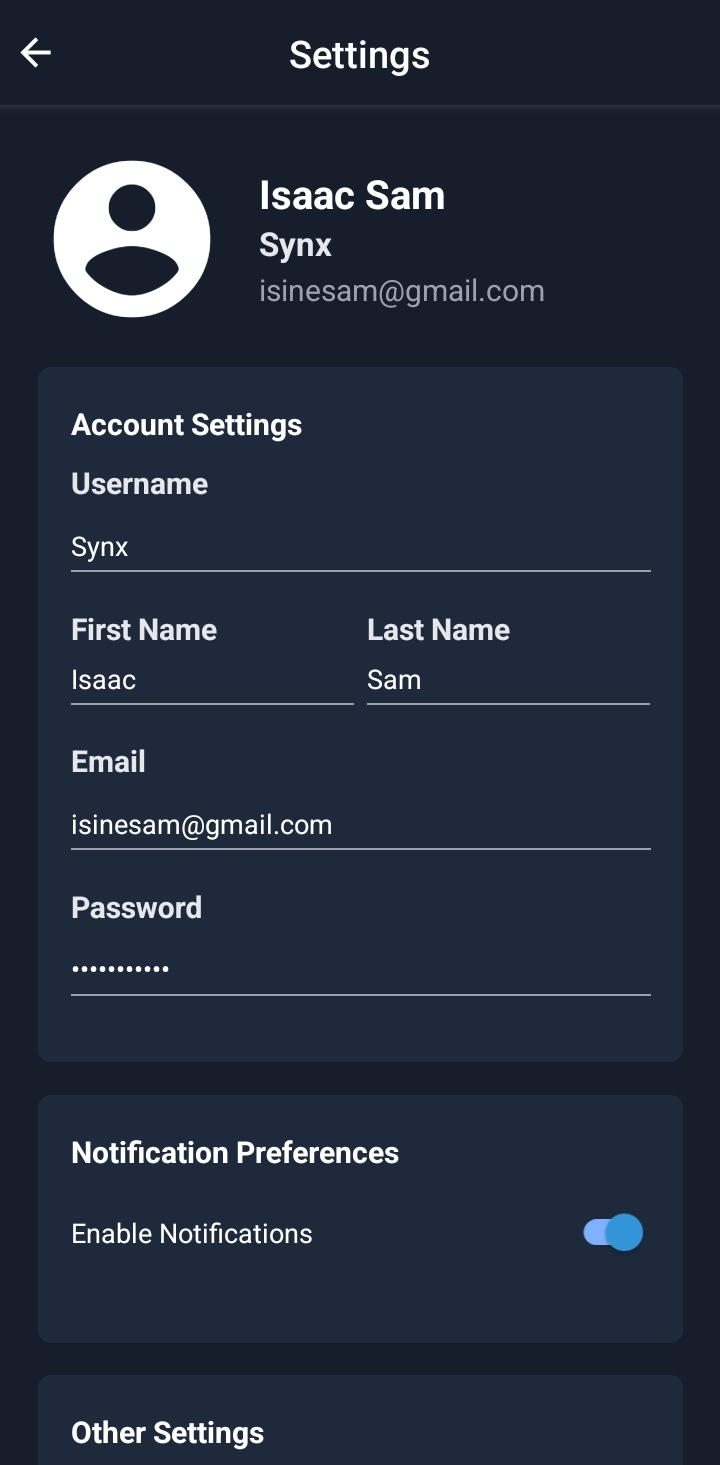 Settings
Isaac Sam
Synx
isinesam@gmail.com
Account Settings
Username
Synx
First Name Last Name
Isaac Sam
Email
isinesam@gmail.com
Password
•••••••••••
Notification Preferences
Enable Notifications
Other Settings